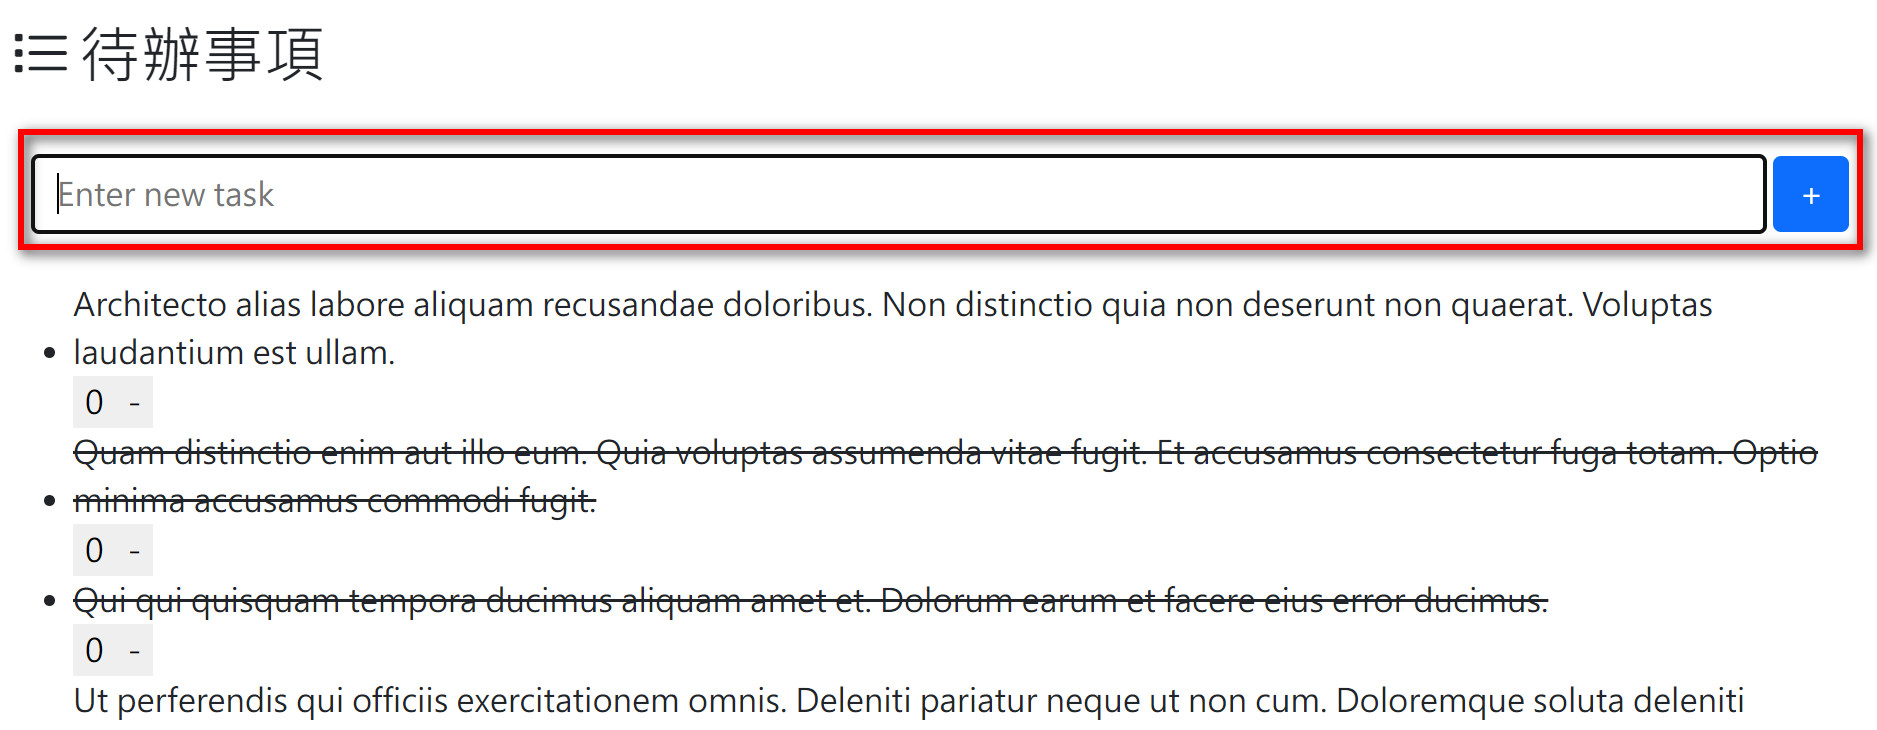 待辦事項
Enter new task
+
Architecto alias labore aliquam recusandae doloribus. Non distinctio quia non deserunt non quaerat. Voluptas
laudantium est ullam.
0 -
Quam distinctio enim aut illo eum. Quia voluptas assumenda vitae fugit. Et accusamus consectetur fuga totam. Optio
minima accusamus commodi fugit.
0 -
Qui qui quisquam tempora ducimus aliquam amet et. Dolorum earum et facere eius error ducimus.
0 -
Ut perferendis qui officiis exercitationem omnis. Deleniti pariatur neque ut non cum. Doloremque soluta deleniti